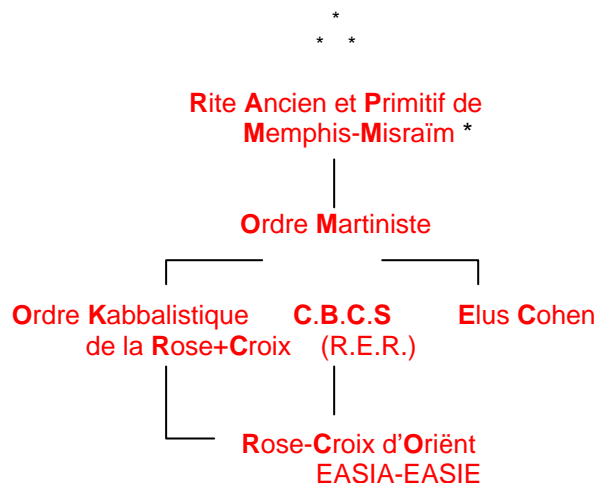 *
* *
Rite Ancien et Primitif de
Memphis-Misraïm *
Ordre Martiniste
Ordre Kabbalistique
de la Rose+Croix
C.B.C.S
(R.E.R.)
Elus Cohen
Rose-Croix d'Oriënt
EASIA-EASIE